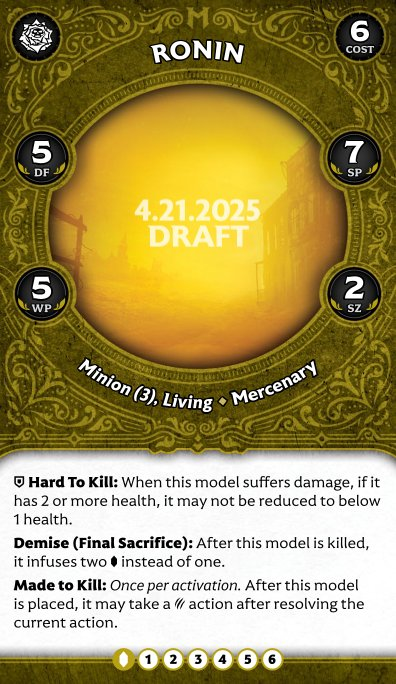 RONIN
6
COST
5
DF
7
SP
4.21.2025
DRAFT
5
WP
2
SZ
Minion (3), Living ◆ Mercenary
Hard To Kill: When this model suffers damage, if it
has 2 or more health, it may not be reduced to below
1 health.
Demise (Final Sacrifice): After this model is killed,
it infuses two instead of one.
Made to Kill: Once per activation. After this model
is placed, it may take a action after resolving the
current action.
1 2 3 4 5 6